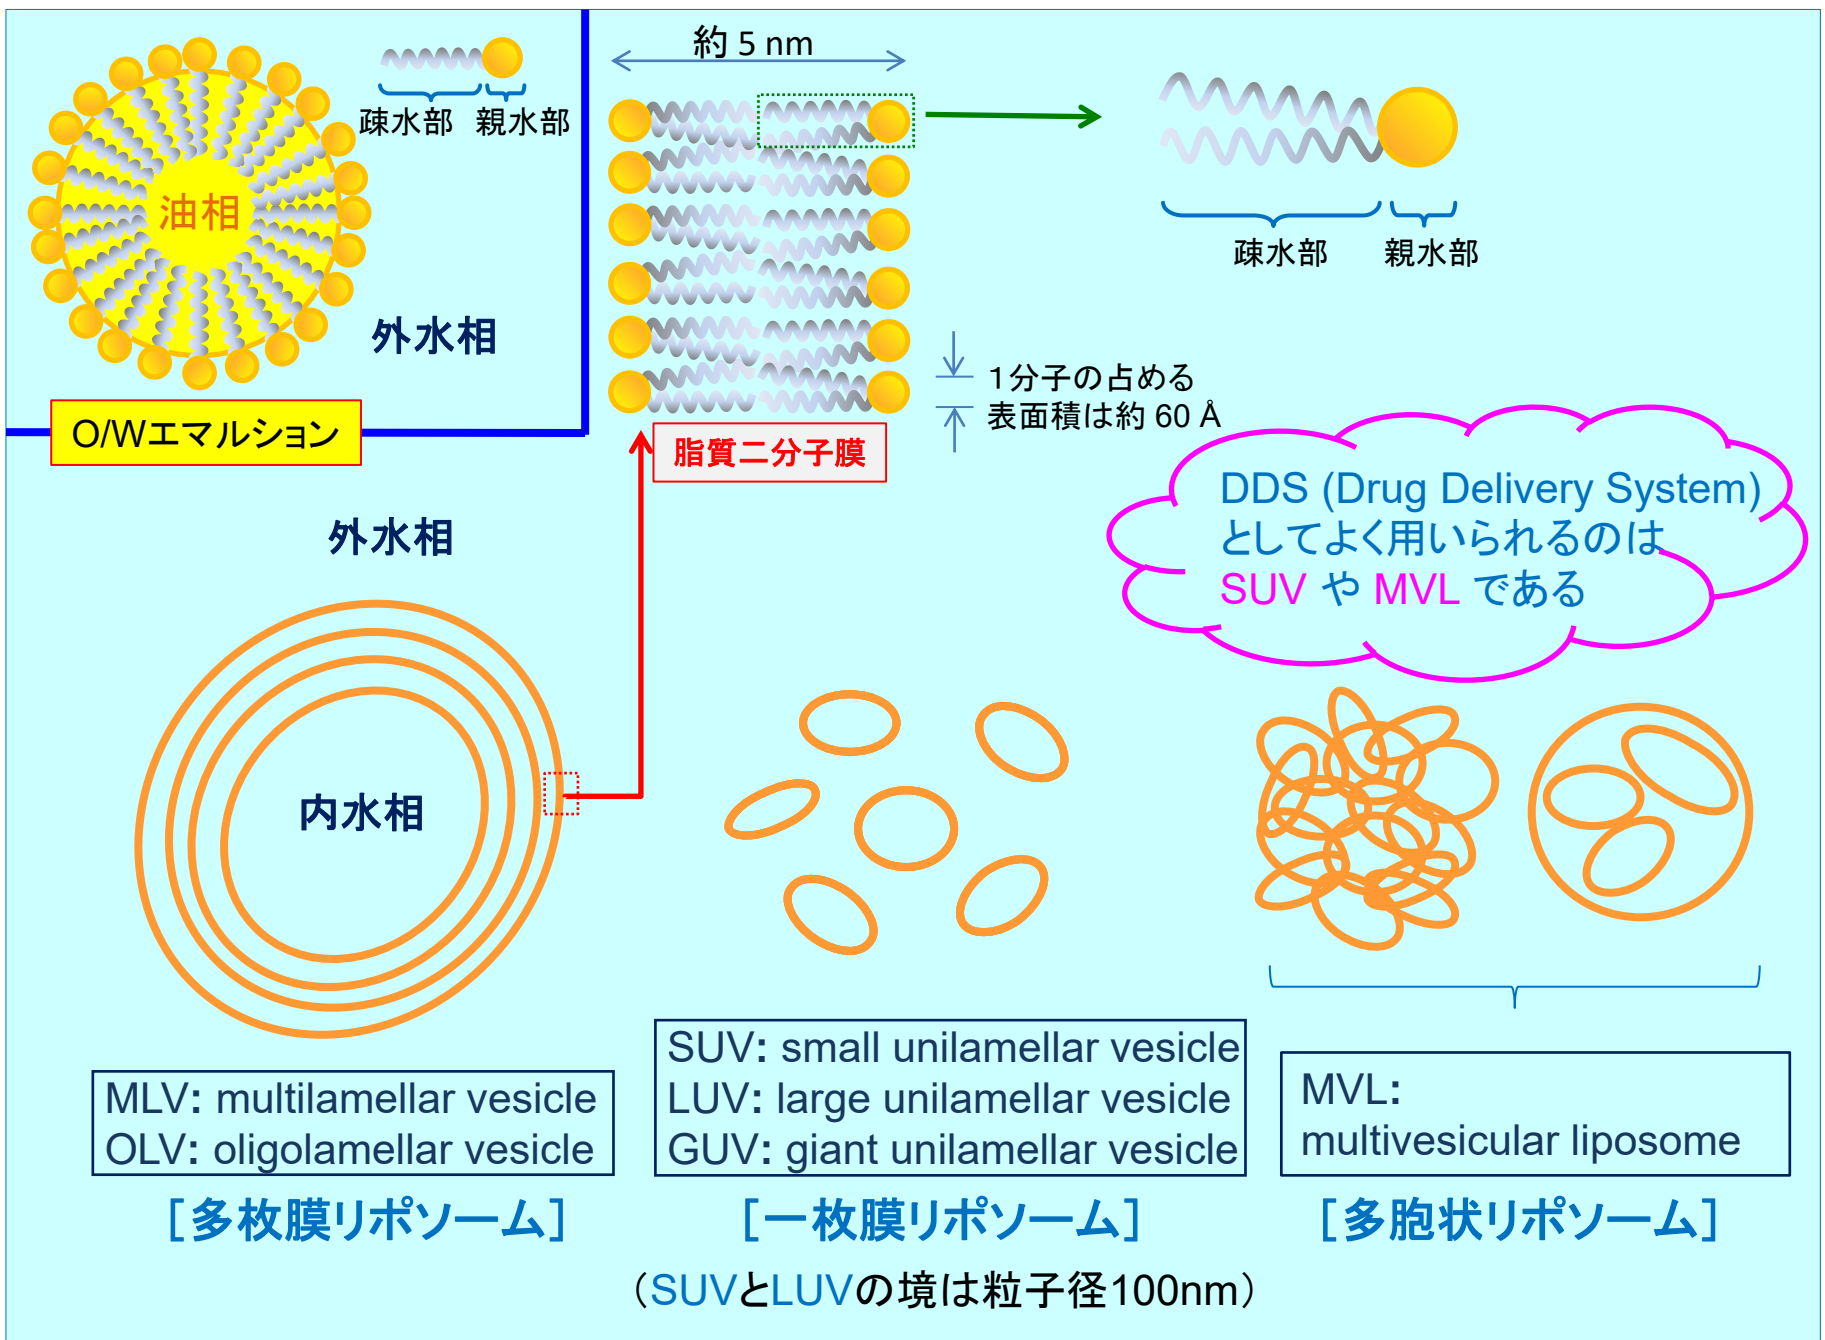 疎水部 親水部
油相
外水相
O/Wエマルション
約 5 nm
疎水部 親水部
1分子の占める
表面積は約 60 Å
脂質二分子膜
外水相
内水相
DDS (Drug Delivery System)
としてよく用いられるのは
SUV や MVL である
MLV: multilamellar vesicle
OLV: oligolamellar vesicle
[多枚膜リポソーム]
SUV: small unilamellar vesicle
LUV: large unilamellar vesicle
GUV: giant unilamellar vesicle
[一枚膜リポソーム]
MVL:
multivesicular liposome
[多胞状リポソーム]
(SUVとLUVの境は粒子径100nm)